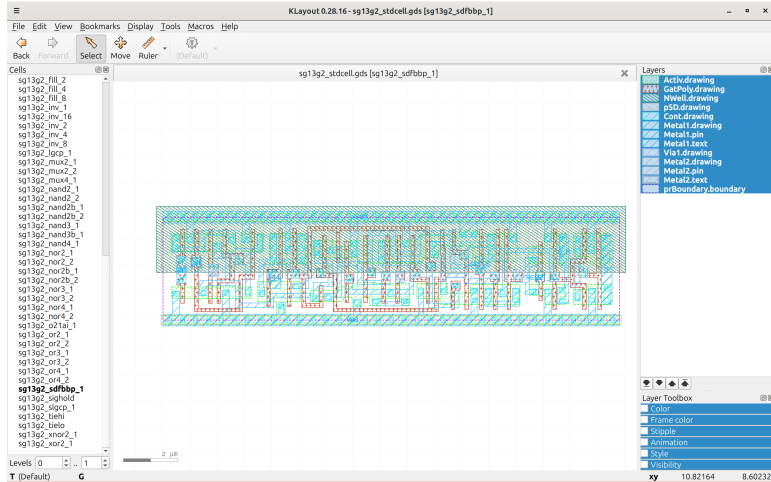 KLayout 0.28.16 - sg13g2_stdcell.gds [sg13g2_sdfbbp_1]
File Edit View Bookmarks Display Tools Macros Help
Back Forward Select Move Ruler (Default)
Cells
sg13g2_stdcell.gds [sg13g2_sdfbbp_1]
Layers
sg13g2_fill_2
sg13g2_fill_4
sg13g2_fill_8
sg13g2_inv_1
sg13g2_inv_16
sg13g2_inv_2
sg13g2_inv_4
sg13g2_inv_8
sg13g2_lgcp_1
sg13g2_mux2_1
sg13g2_mux2_2
sg13g2_mux4_1
sg13g2_nand2_1
sg13g2_nand2_2
sg13g2_nand2b_1
sg13g2_nand2b_2
sg13g2_nand3_1
sg13g2_nand3b_1
sg13g2_nand4_1
sg13g2_nor2_1
sg13g2_nor2_2
sg13g2_nor2b_1
sg13g2_nor2b_2
sg13g2_nor3_1
sg13g2_nor3_2
sg13g2_nor4_1
sg13g2_nor4_2
sg13g2_o21ai_1
sg13g2_or2_1
sg13g2_or2_2
sg13g2_or3_1
sg13g2_or3_2
sg13g2_or4_1
sg13g2_or4_2
sg13g2_sdfbbp_1
sg13g2_sighold
sg13g2_slgcp_1
sg13g2_tiehi
sg13g2_tielo
sg13g2_xnor2_1
sg13g2_xor2_1
Levels 0 .. 1
2 µm
Activ.drawing
GatPoly.drawing
NWell.drawing
pSD.drawing
Cont.drawing
Metal1.drawing
Metal1.pin
Metal1.text
Via1.drawing
Metal2.drawing
Metal2.pin
Metal2.text
prBoundary.boundary
Layer Toolbox
Color
Frame color
Stipple
Animation
Style
Visibility
T (Default) G xy 10.82164 8.60232